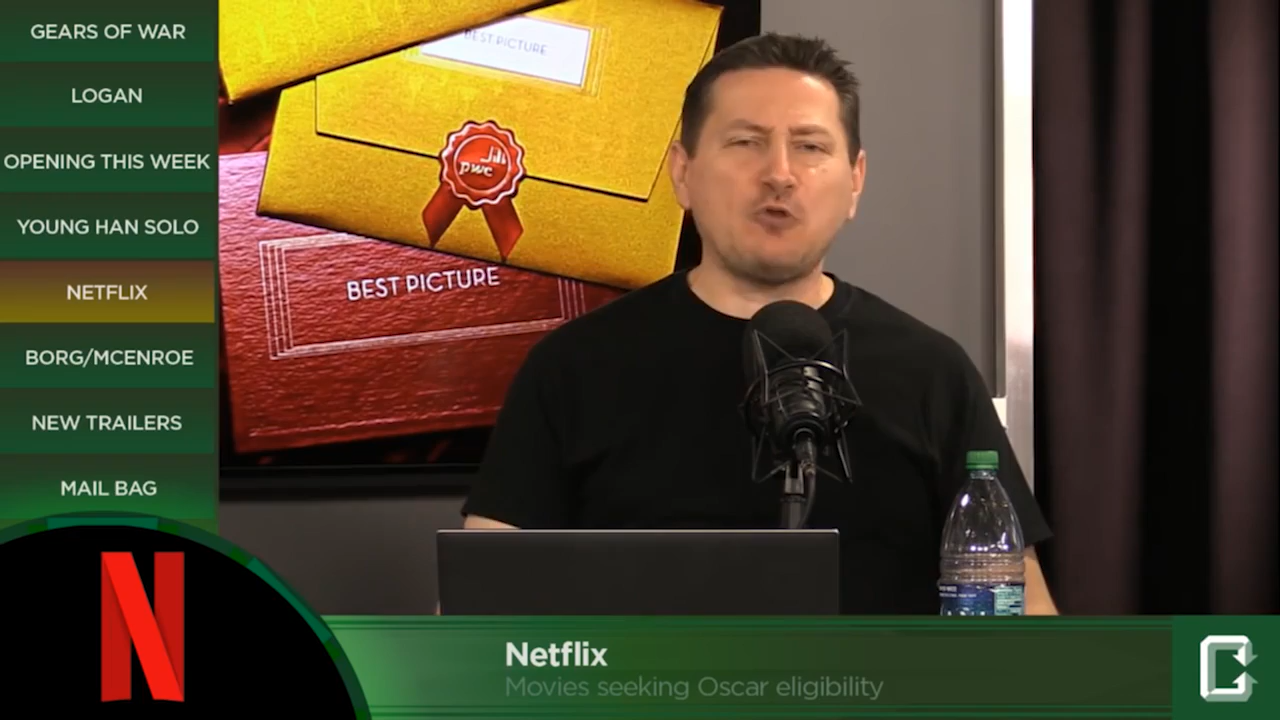 GEARS OF WAR
LOGAN
OPENING THIS WEEK
YOUNG HAN SOLO
NETFLIX
BORG/MCENROE
NEW TRAILERS
MAIL BAG
BEST PICTURE
pwc
BEST PICTURE
N
Netflix
Movies seeking Oscar eligibility